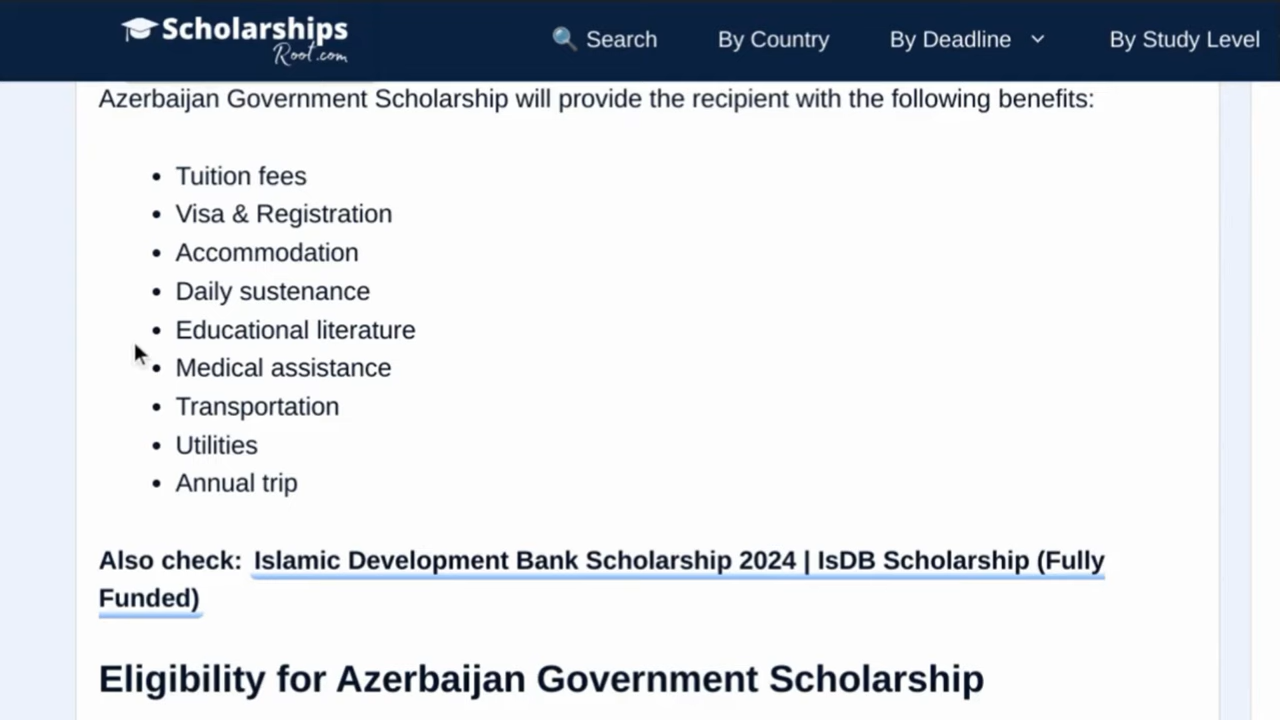 Scholarships
Root.com
🔍 Search By Country By Deadline By Study Level
Azerbaijan Government Scholarship will provide the recipient with the following benefits:
• Tuition fees
• Visa & Registration
• Accommodation
• Daily sustenance
• Educational literature
• Medical assistance
• Transportation
• Utilities
• Annual trip
Also check: Islamic Development Bank Scholarship 2024 | IsDB Scholarship (Fully
Funded)
Eligibility for Azerbaijan Government Scholarship